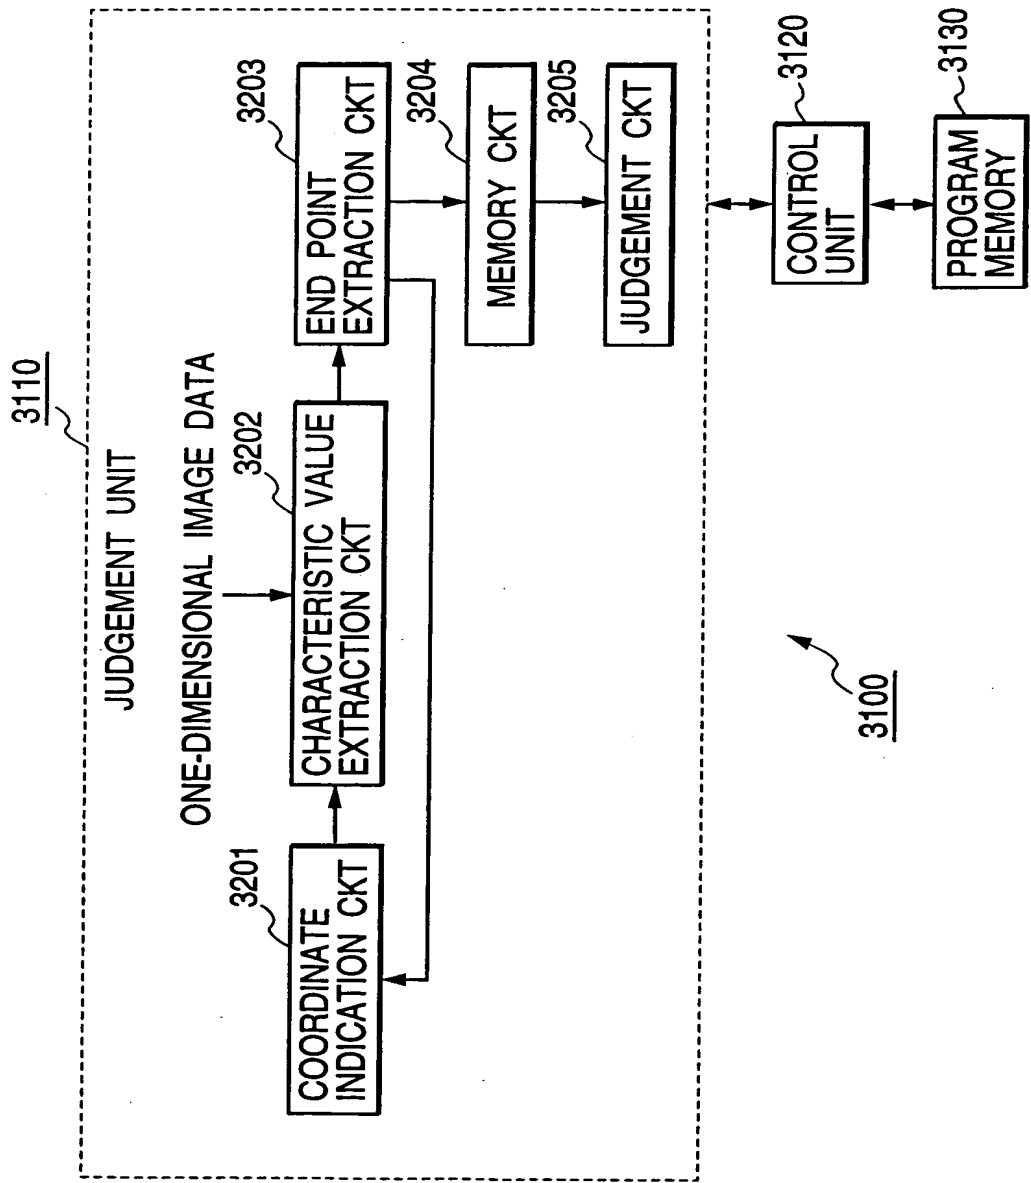 3110
JUDGEMENT UNIT
ONE-DIMENSIONAL IMAGE DATA
3201
COORDINATE
INDICATION CKT
3202
CHARACTERISTIC VALUE
EXTRACTION CKT
3203
END POINT
EXTRACTION CKT
3204
MEMORY CKT
3205
JUDGEMENT CKT
3120
CONTROL
UNIT
3130
PROGRAM
MEMORY
3100